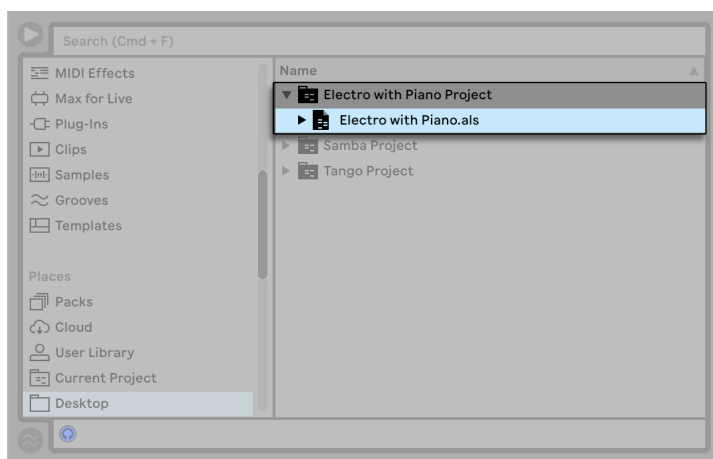 Search (Cmd + F)
MIDI Effects
Max for Live
Plug-Ins
Clips
Samples
Grooves
Templates
Places
Packs
Cloud
User Library
Current Project
Desktop
Name
Electro with Piano Project
Electro with Piano.als
Samba Project
Tango Project